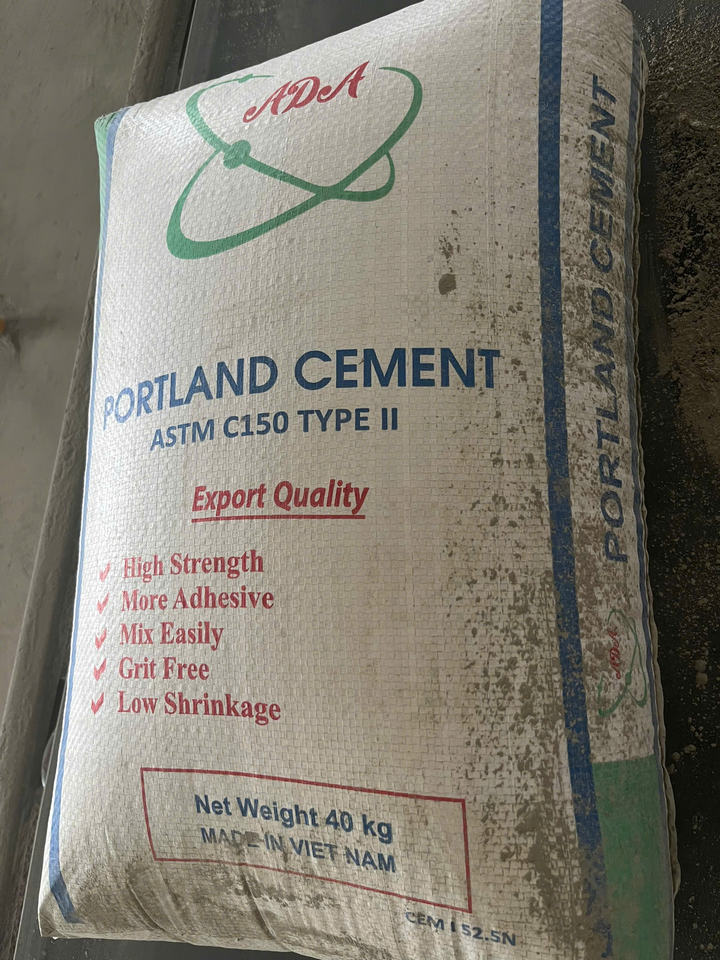 ADA
PORTLAND CEMENT
ASTM C150 TYPE II
Export Quality
High Strength
More Adhesive
Mix Easily
Grit Free
Low Shrinkage
Net Weight 40 kg
MADE IN VIET NAM
CEM I 52.5N
PORTLAND CEMENT
ADA